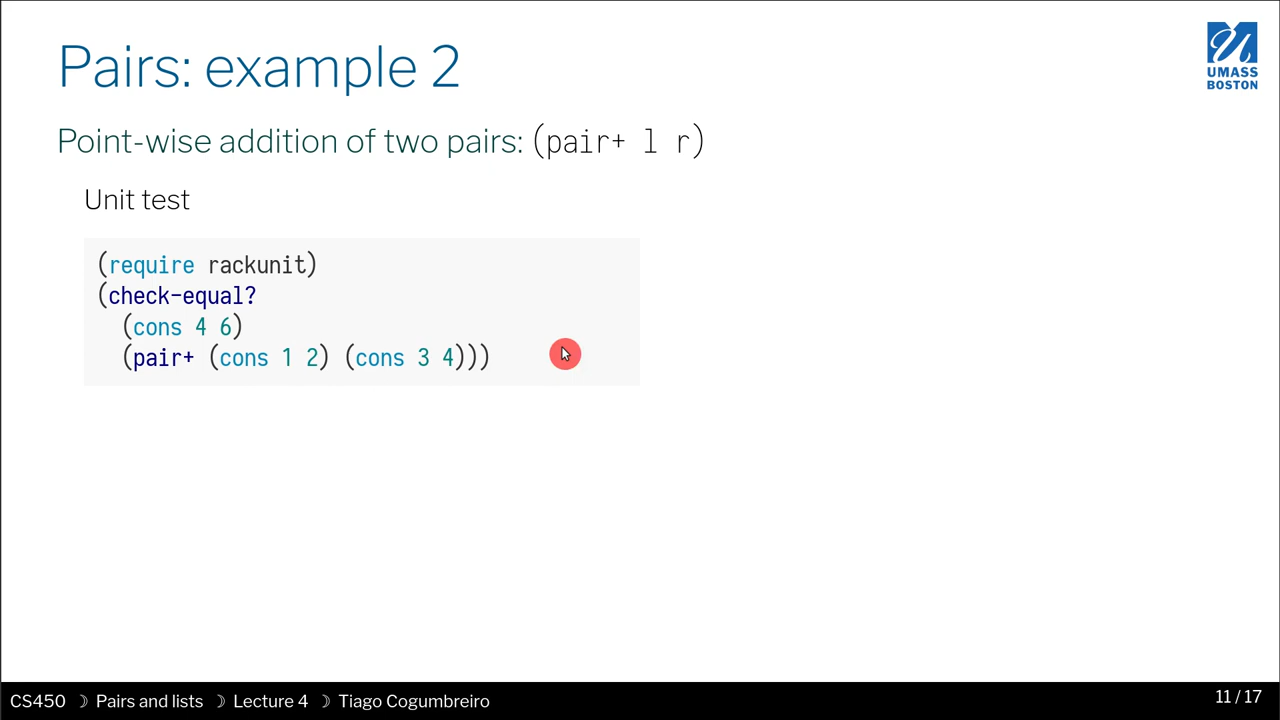 Pairs: example 2
UMASS
BOSTON
Point-wise addition of two pairs: (pair+ l r)
Unit test
(require rackunit)
(check-equal?
  (cons 4 6)
  (pair+ (cons 1 2) (cons 3 4)))
CS450 ☽ Pairs and lists ☽ Lecture 4 ☽ Tiago Cogumbreiro
11 / 17